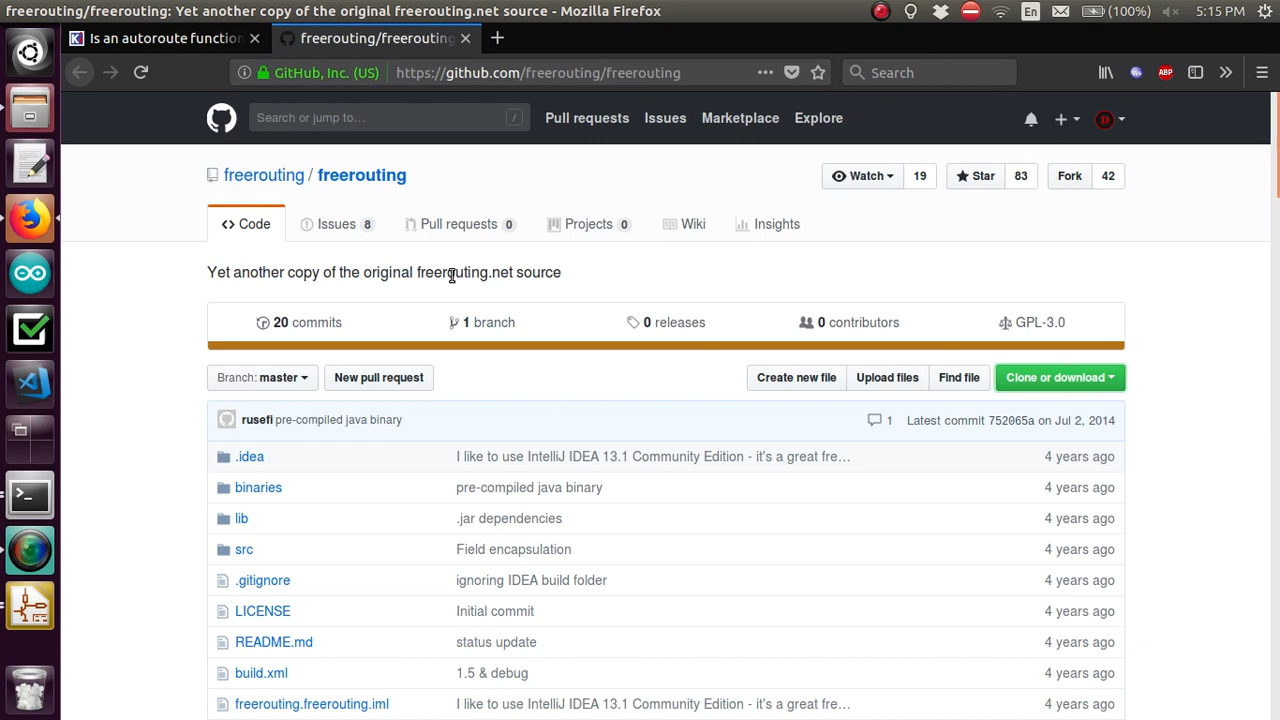 freerouting/freerouting: Yet another copy of the original freerouting.net source - Mozilla Firefox
En
(100%)
5:15 PM
Is an autoroute function
freerouting/freerouting
GitHub, Inc. (US)
https://github.com/freerouting/freerouting
Search
ABP
Search or jump to...
/
Pull requests
Issues
Marketplace
Explore
freerouting / freerouting
Watch
19
Star
83
Fork
42
Code
Issues 8
Pull requests 0
Projects 0
Wiki
Insights
Yet another copy of the original freerouting.net source
20 commits
1 branch
0 releases
0 contributors
GPL-3.0
Branch: master
New pull request
Create new file
Upload files
Find file
Clone or download
rusefi pre-compiled java binary
1
Latest commit 752065a on Jul 2, 2014
.idea
I like to use IntelliJ IDEA 13.1 Community Edition - it's a great fre…
4 years ago
binaries
pre-compiled java binary
4 years ago
lib
.jar dependencies
4 years ago
src
Field encapsulation
4 years ago
.gitignore
ignoring IDEA build folder
4 years ago
LICENSE
Initial commit
4 years ago
README.md
status update
4 years ago
build.xml
1.5 & debug
4 years ago
freerouting.freerouting.iml
I like to use IntelliJ IDEA 13.1 Community Edition - it's a great fre…
4 years ago